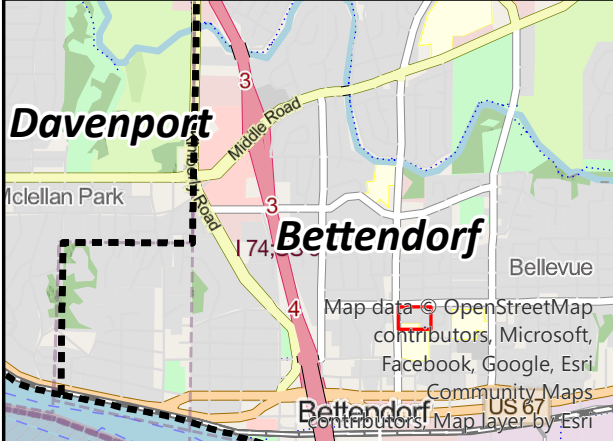 3
Davenport
Middle Road
Road
Mclellan Park
3
Bettendorf
I 74;
Bellevue
4
Map data © OpenStreetMap
contributors, Microsoft,
Facebook, Google, Esri
Community Maps
Bettendorf
US 67
contributors, Map layer by Esri